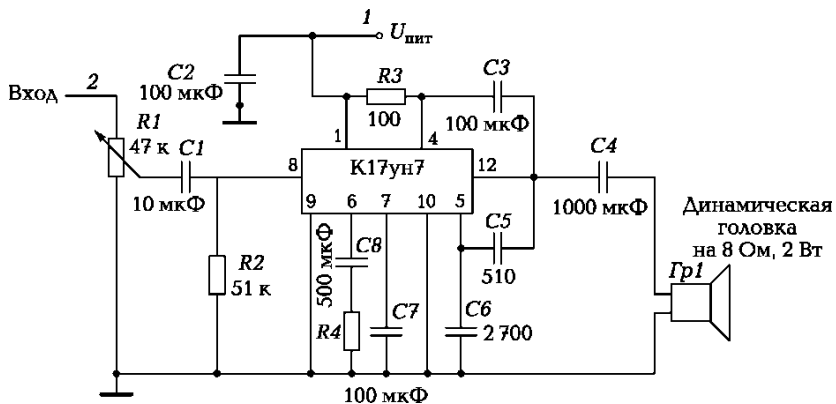 1
Uпит
C2
100 мкФ
2
Вход
R1
47 к
C1
10 мкФ
R2
51 к
R3
100
C3
100 мкФ
1
4
8
К17ун7
12
9
6
7
10
5
C4
1000 мкФ
C5
510
C8
500 мкФ
R4
C7
100 мкФ
C6
2 700
Динамическая
головка
на 8 Ом, 2 Вт
Гр1